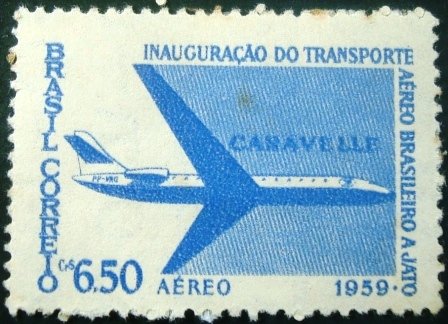 BRASIL CORREIO
INAUGURAÇÃO DO TRANSPORTE
AÉREO BRASILEIRO A JATO
CARAVELLE
Cr$ 6,50
AÉREO
1959.